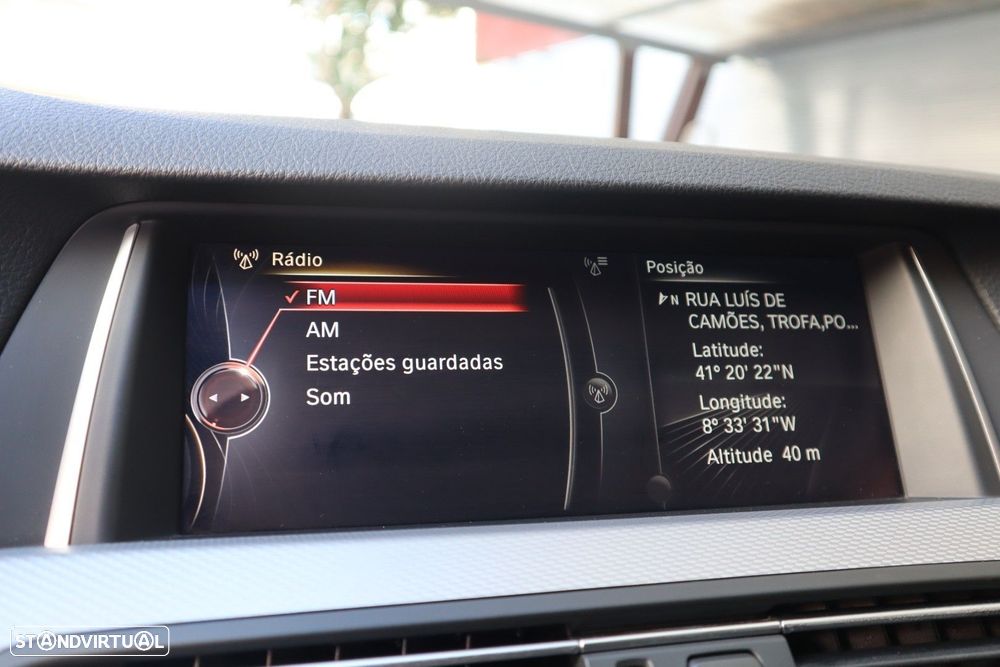 Rádio
✓ FM
AM
Estações guardadas
Som
Posição
N RUA LUÍS DE
CAMÕES, TROFA,PO...
Latitude:
41° 20' 22"N
Longitude:
8° 33' 31"W
Altitude 40 m
STANDVIRTUAL